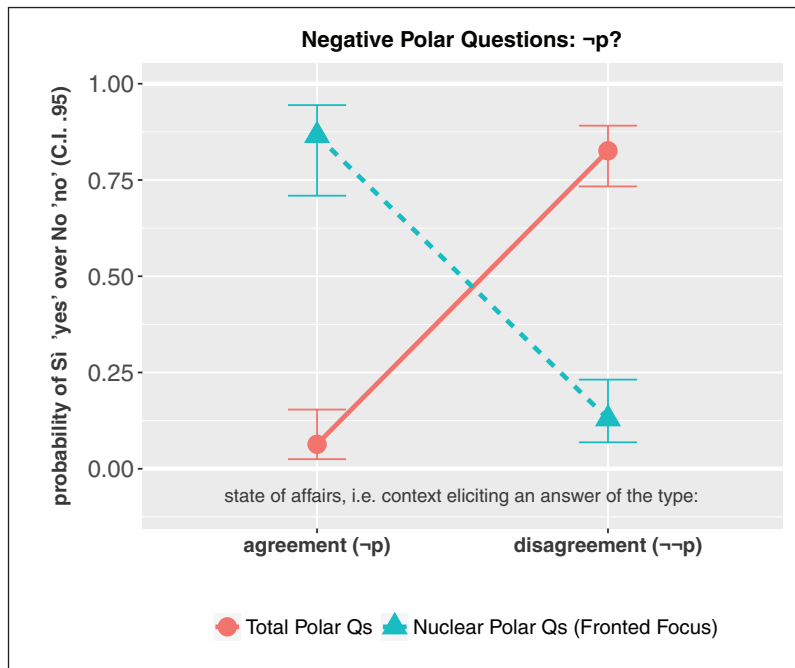 Negative Polar Questions: ¬p?
probability of Sì 'yes' over No 'no' (C.I. .95)
1.00
0.75
0.50
0.25
0.00
state of affairs, i.e. context eliciting an answer of the type:
agreement (¬p) disagreement (¬¬p)
Total Polar Qs Nuclear Polar Qs (Fronted Focus)